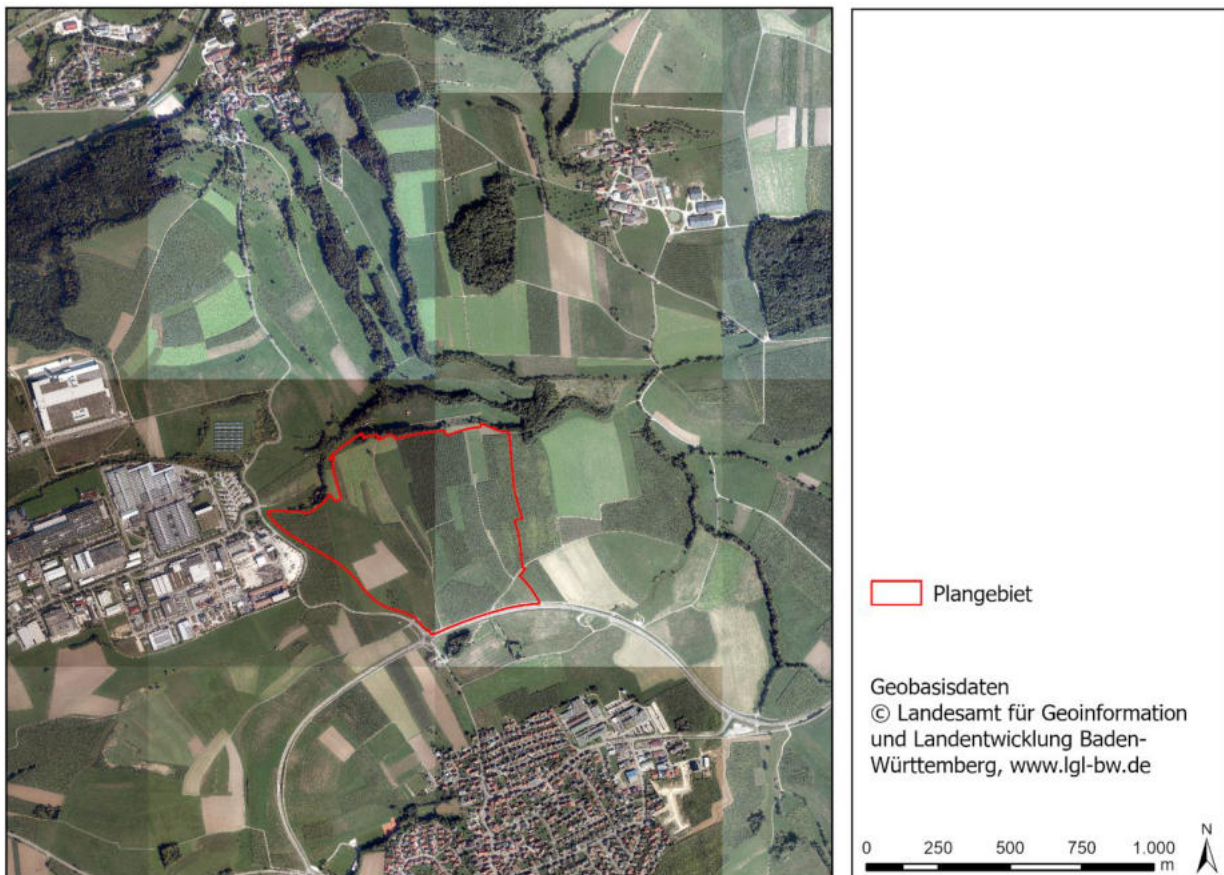 Plangebiet
Geobasisdaten
© Landesamt für Geoinformation
und Landentwicklung Baden-
Württemberg, www.lgl-bw.de
N
0 250 500 750 1.000
m